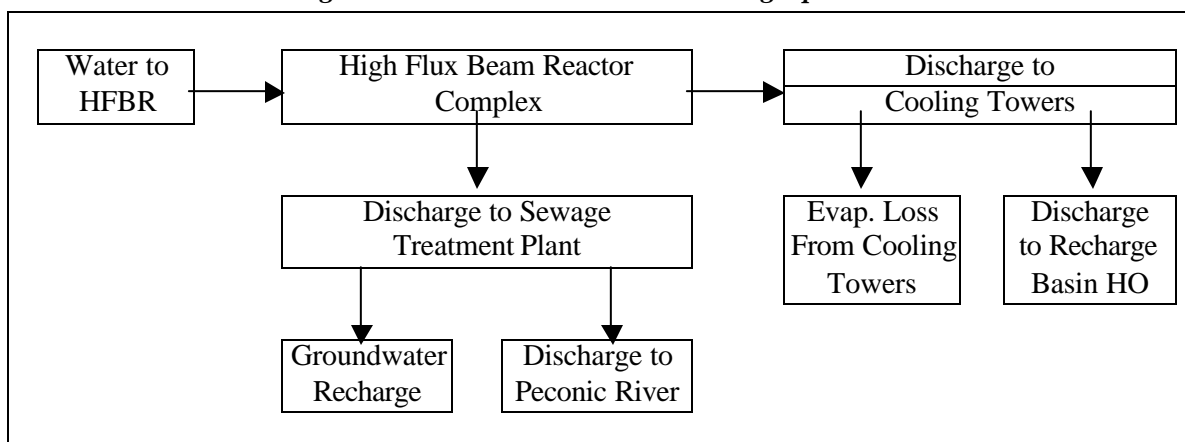 Water to
HFBR
High Flux Beam Reactor
Complex
Discharge to
Cooling Towers
Discharge to Sewage
Treatment Plant
Evap. Loss
From Cooling
Towers
Discharge
to Recharge
Basin HO
Groundwater
Recharge
Discharge to
Peconic River